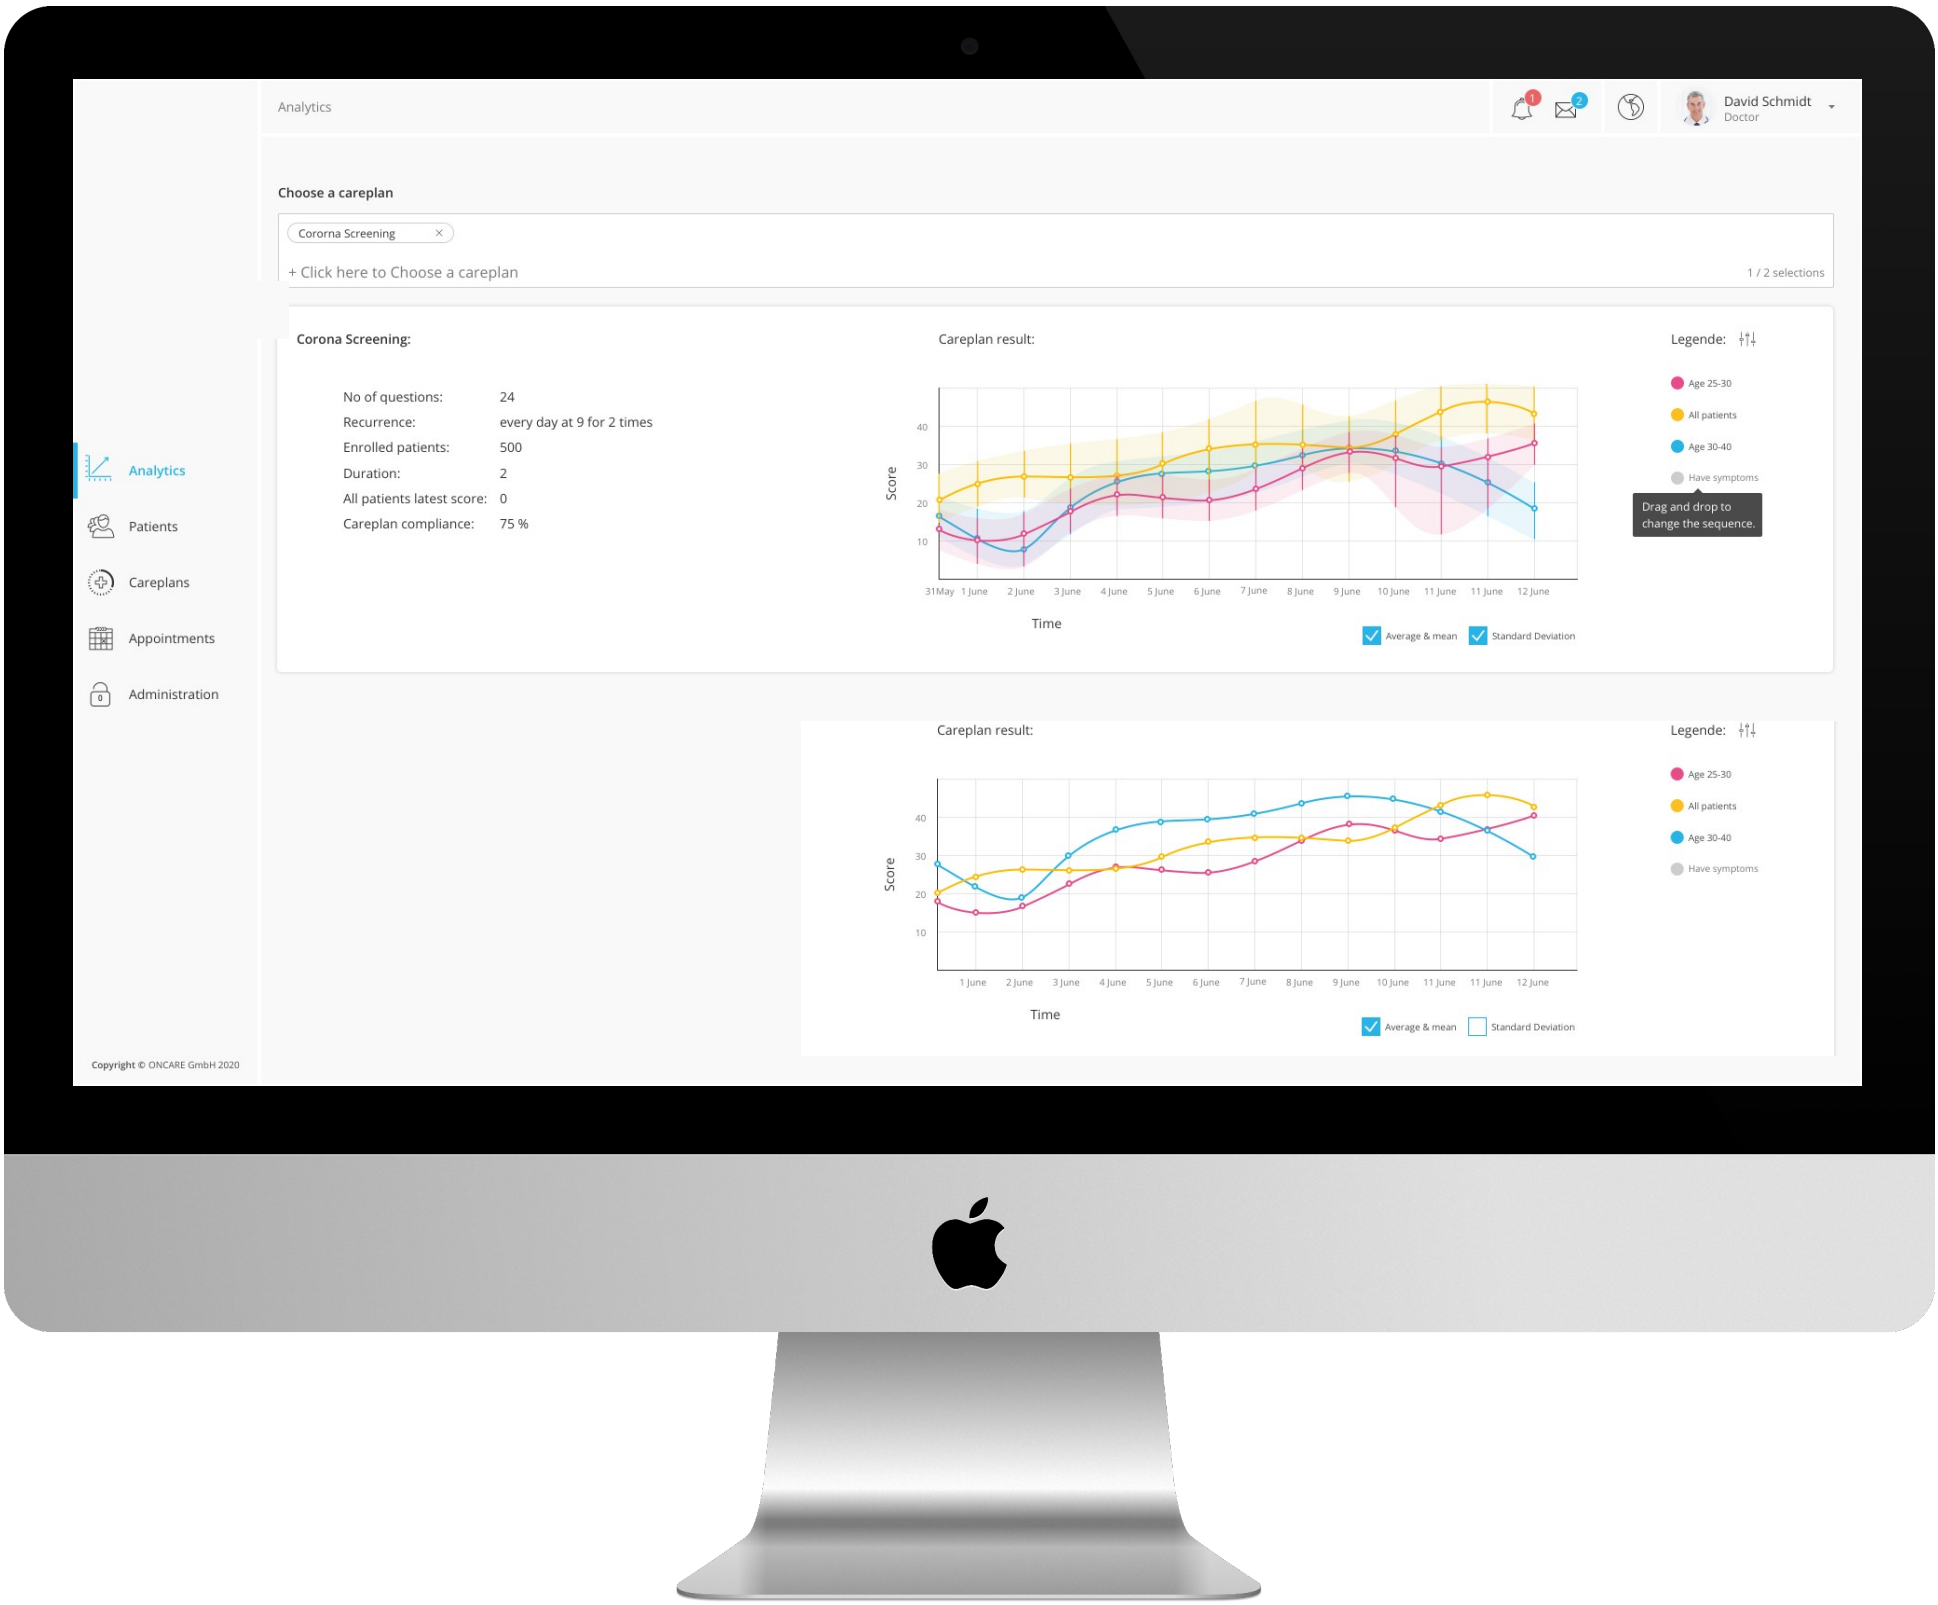 Analytics
1
2
David Schmidt
Doctor
Choose a careplan
Cororna Screening ×
+ Click here to Choose a careplan
1 / 2 selections
Analytics
Patients
Careplans
Appointments
0
Administration
Copyright © ONCARE GmbH 2020
Corona Screening:
No of questions: 24
Recurrence: every day at 9 for 2 times
Enrolled patients: 500
Duration: 2
All patients latest score: 0
Careplan compliance: 75 %
Careplan result:
Score
40
30
20
10
31May 1 June 2 June 3 June 4 June 5 June 6 June 7 June 8 June 9 June 10 June 11 June 11 June 12 June
Time
Average & mean Standard Deviation
Legende:
Age 25-30
All patients
Age 30-40
Have symptoms
Drag and drop to
change the sequence.
Careplan result:
Score
40
30
20
10
1 June 2 June 3 June 4 June 5 June 6 June 7 June 8 June 9 June 10 June 11 June 11 June 12 June
Time
Average & mean Standard Deviation
Legende:
Age 25-30
All patients
Age 30-40
Have symptoms